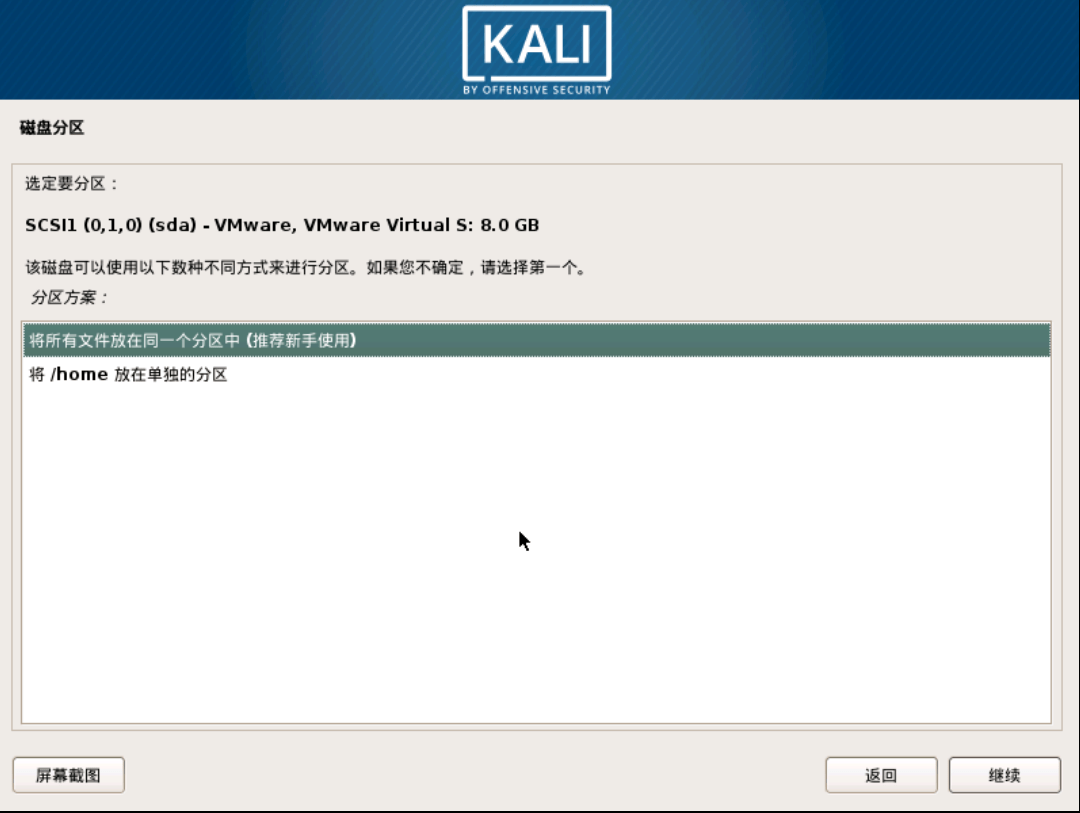 KALI
BY OFFENSIVE SECURITY
磁盘分区
选定要分区：
SCSI1 (0,1,0) (sda) - VMware, VMware Virtual S: 8.0 GB
该磁盘可以使用以下数种不同方式来进行分区。如果您不确定，请选择第一个。
分区方案：
将所有文件放在同一个分区中 (推荐新手使用)
将 /home 放在单独的分区
屏幕截图 返回 继续